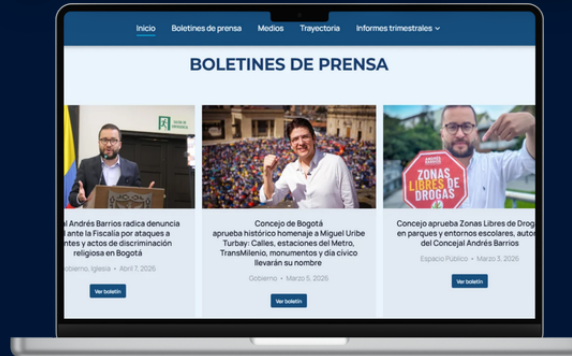 Inicio Boletines de prensa Medios Trayectoria Informes trimestrales
BOLETINES DE PRENSA
Andrés Barrios radica denuncia
ante la Fiscalía por ataques a
y actos de discriminación
religiosa en Bogotá
Iglesia • Abril 7, 2026
Ver boletín
Concejo de Bogotá
aprueba histórico homenaje a Miguel Uribe
Turbay: Calles, estaciones del Metro,
TransMilenio, monumentos y día cívico
llevarán su nombre
Gobierno • Marzo 5, 2026
Ver boletín
ANDRÉS
BARRIOS
ZONAS
LIBRES DE
DROGAS
Concejo aprueba Zonas Libres de Drog
en parques y entornos escolares, autor
del Concejal Andrés Barrios
Espacio Público • Marzo 3, 2026
Ver boletín